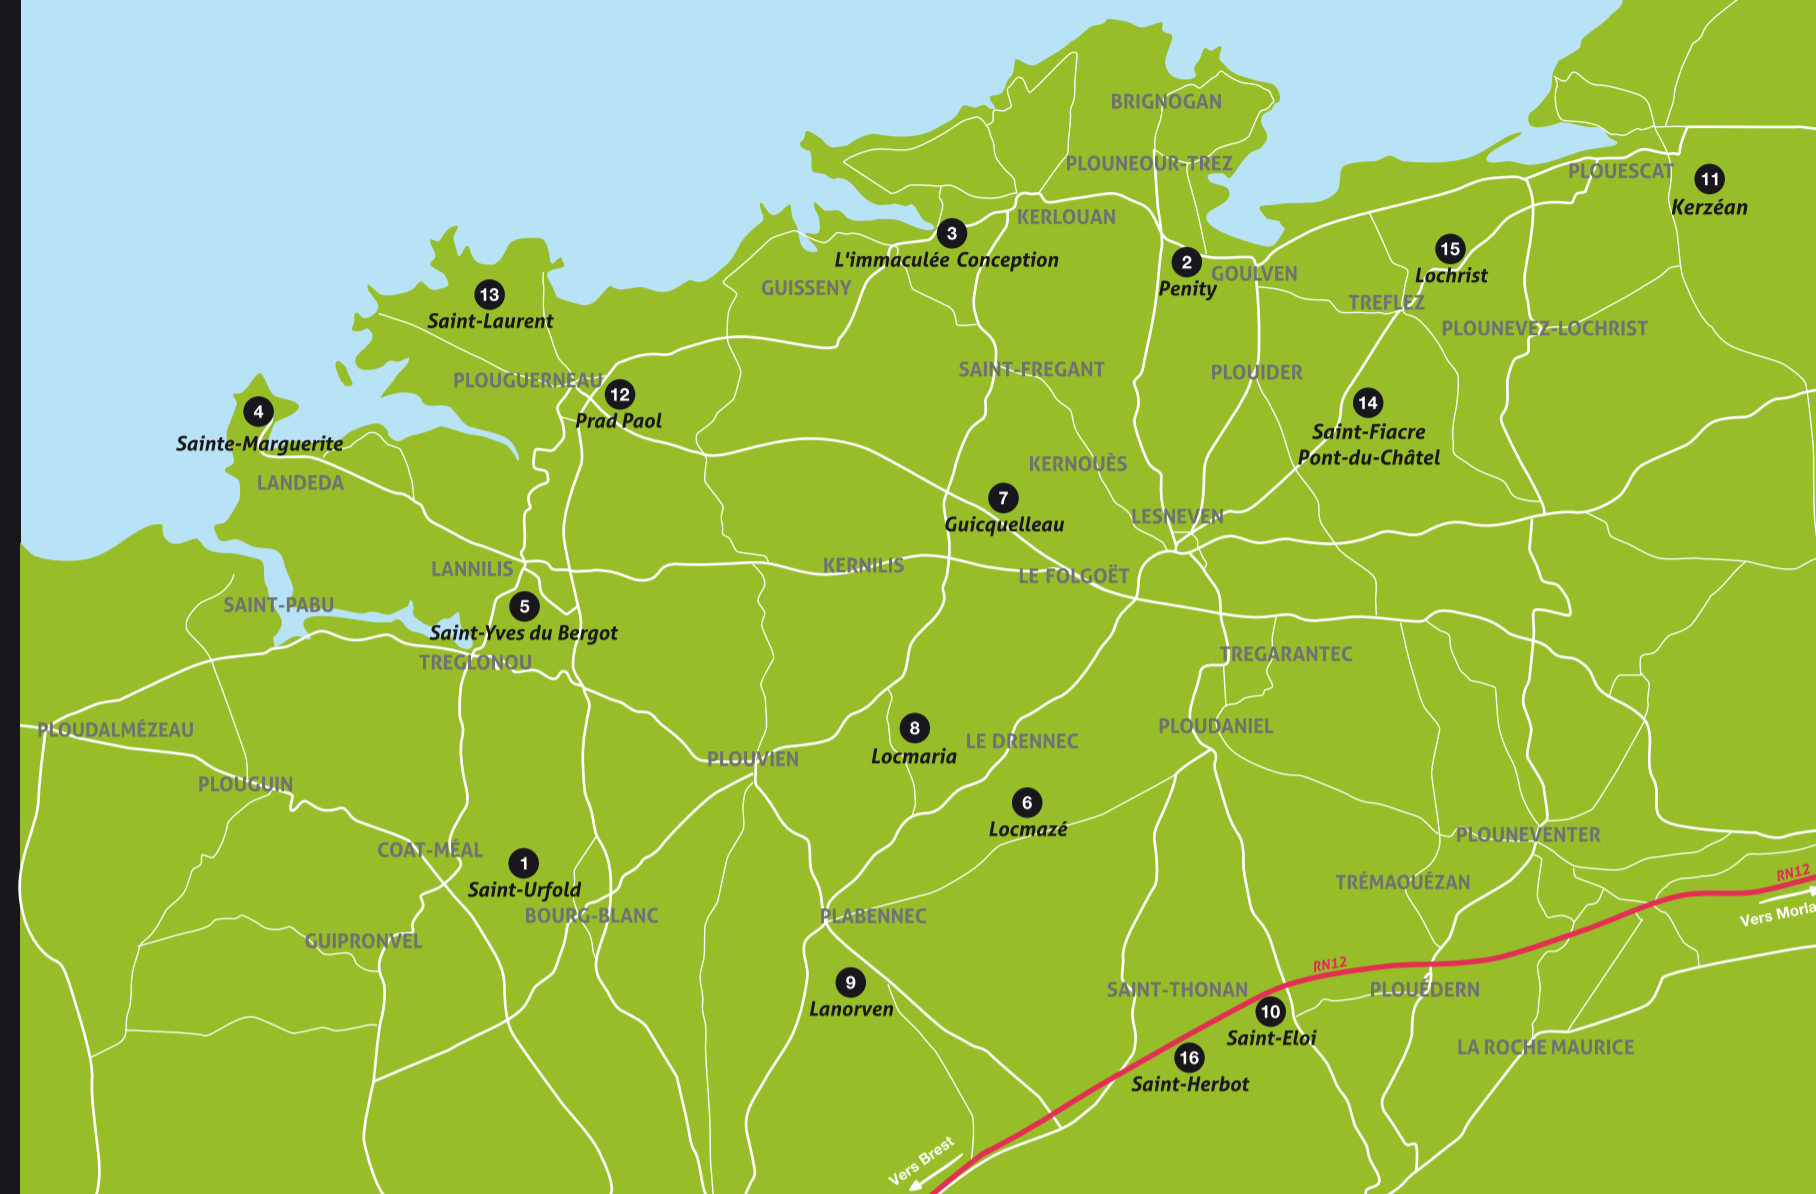 BRIGNOGAN
PLOUNEOUR-TREZ
PLOUESCAT
11
Kerzéan
KERLOUAN
3
L'immaculée Conception
2
Penity
GOULVEN
15
Lochrist
GUISSENY
13
Saint-Laurent
TREFLEZ
PLOUNEVEZ-LOCHRIST
SAINT-FREGANT
PLOUIDER
PLOUGUERNEAU
12
Prad Paol
4
Sainte-Marguerite
14
Saint-Fiacre
Pont-du-Châtel
LANDEDA
KERNOUÈS
7
Guicquelleau
LESNEVEN
LANNILIS
KERNILIS
LE FOLGOËT
SAINT-PABU
5
Saint-Yves du Bergot
TREGLONOU
TREGARANTEC
PLOUDALMÉZEAU
8
Locmaria
LE DRENNEC
PLOUDANIEL
PLOUVIEN
PLOUGUIN
6
Locmazé
COAT-MÉAL
PLOUNEVENTER
1
Saint-Urfold
TRÉMAOUÉZAN
RN12
Vers Morla
BOURG-BLANC
PLABENNEC
GUIPRONVEL
RN12
9
Lanorven
SAINT-THONAN
PLOUÉDERN
10
Saint-Eloi
16
Saint-Herbot
LA ROCHE MAURICE
Vers Brest